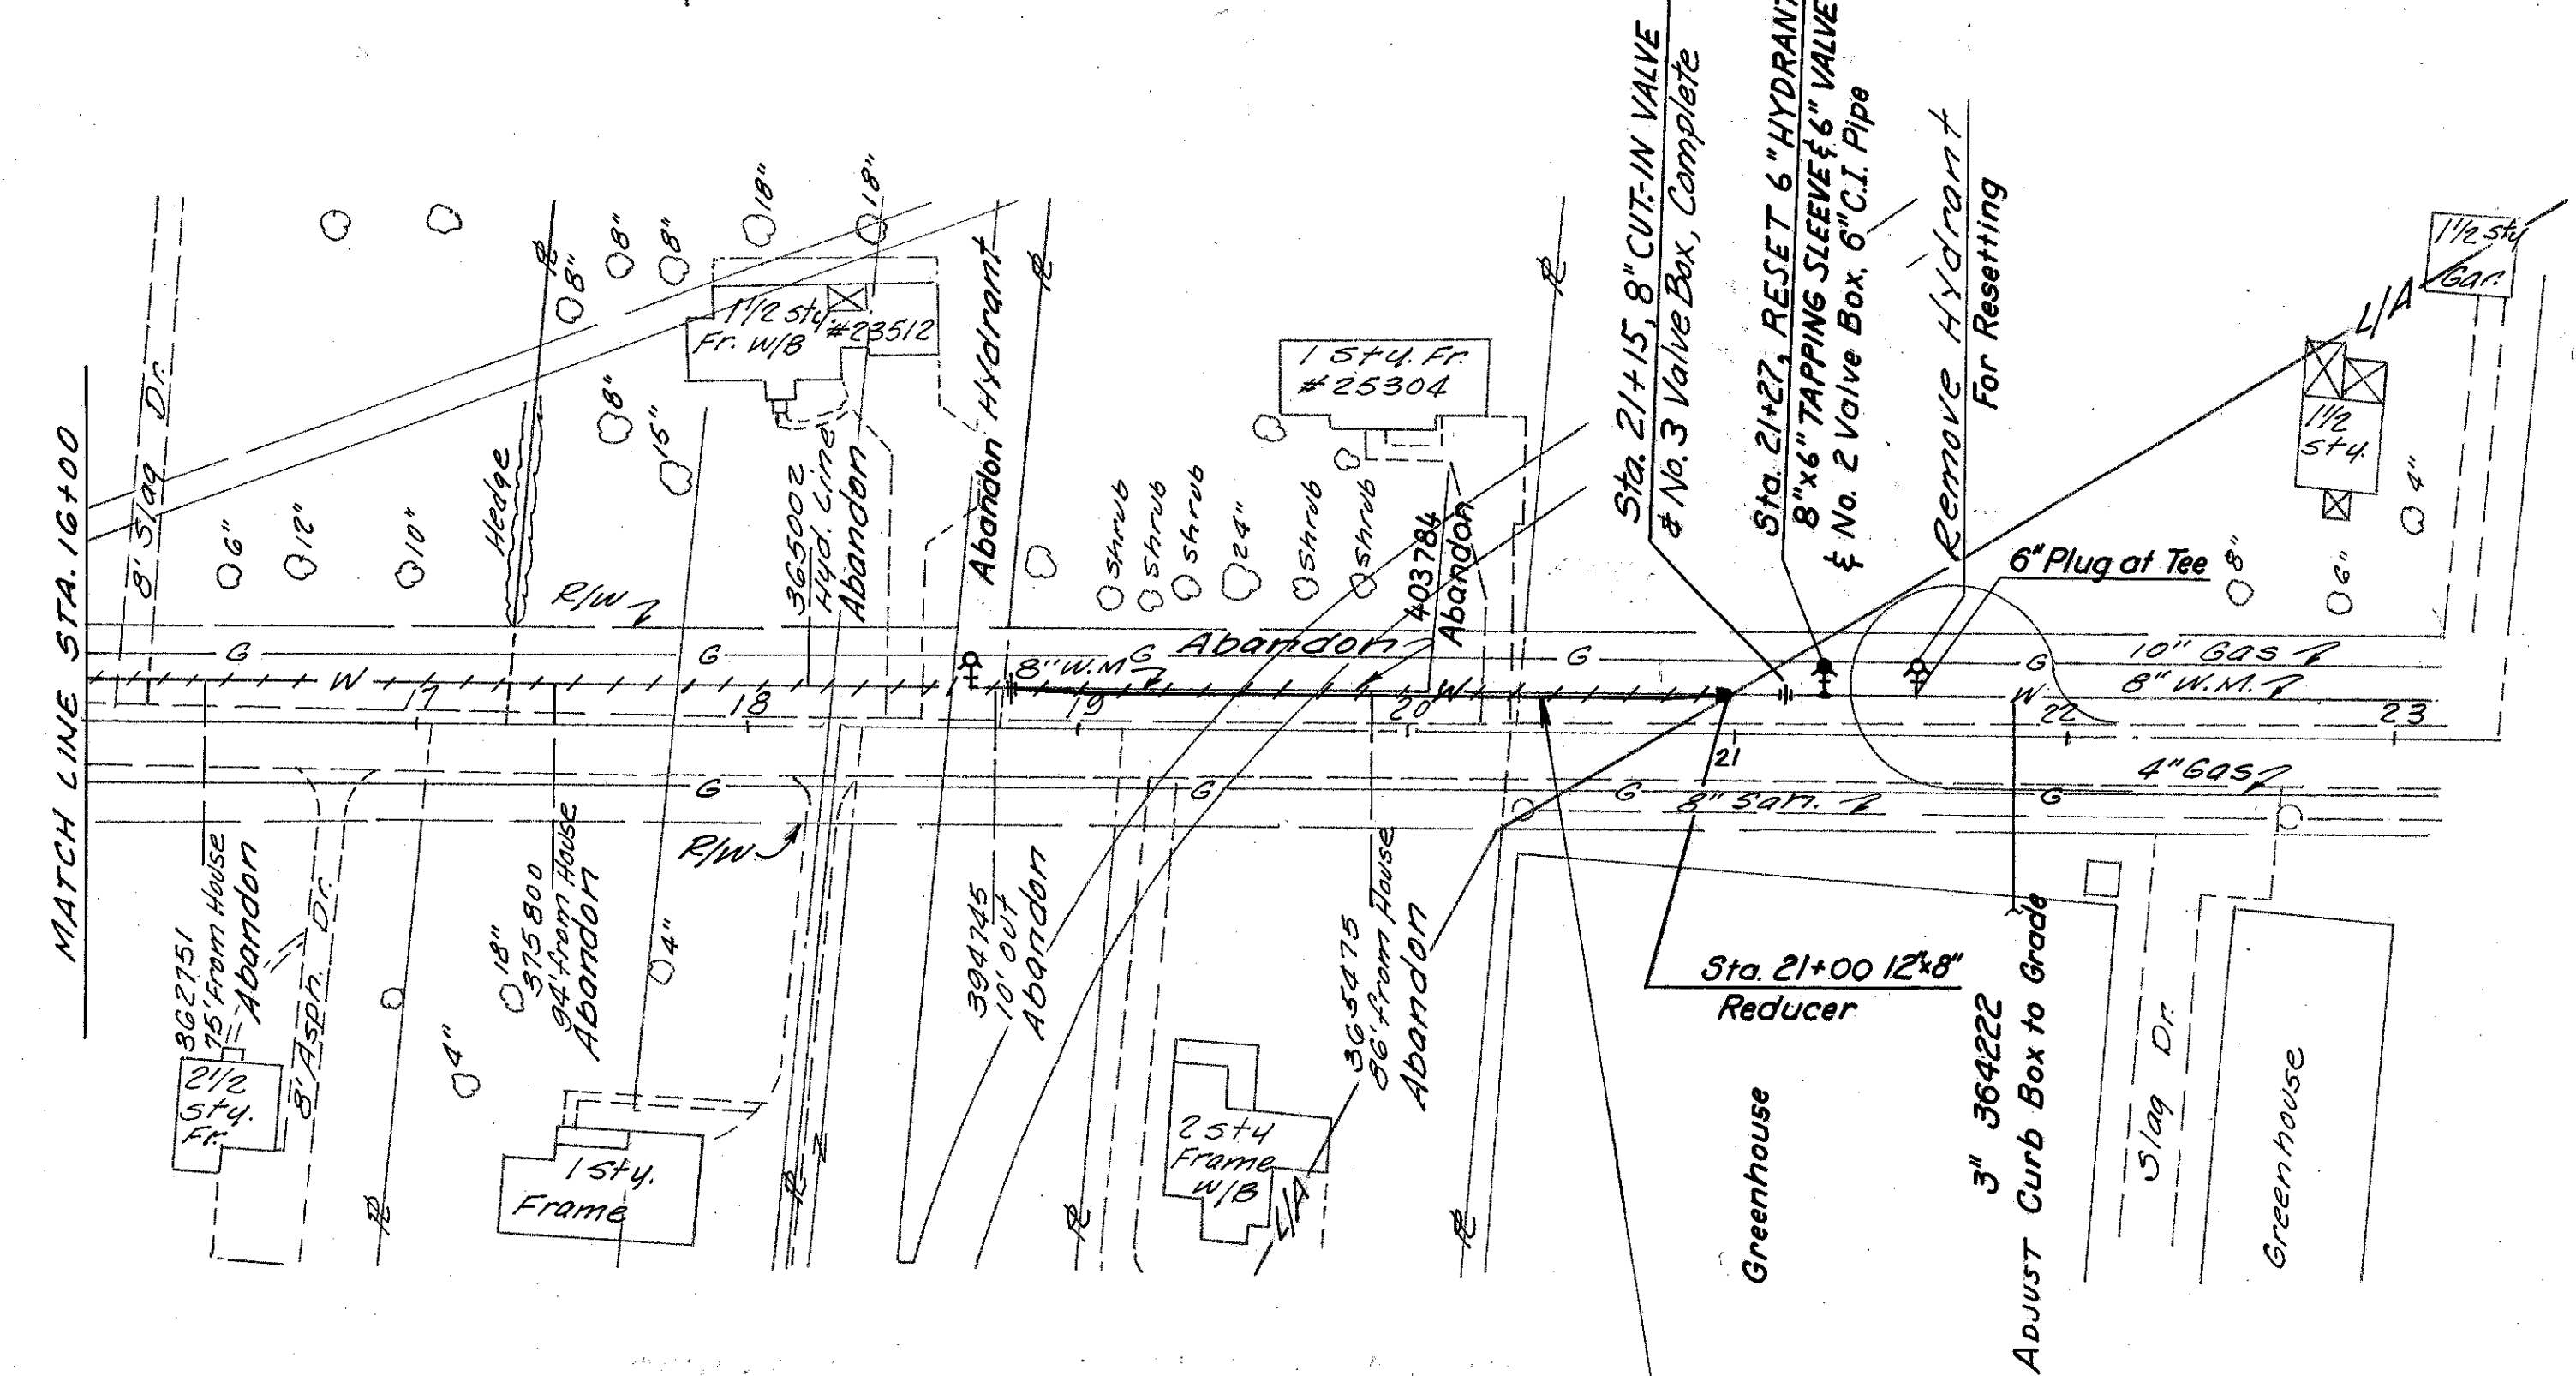 MATCH LINE STA. 16+00
8' Slag Dr.
6"
12"
10"
Hedge
R/W
8"
8"
8"
18"
18"
8"
15"
1 1/2 sty.
Fr. W/B #23512
365002
Hyd. Line
Abandon
Abandon Hydrant
shrub
shrub
shrub
24"
shrub
shrub
1 Sty. Fr.
#25304
403784
Abandon
Sta. 21+15, 8" CUT-IN VALVE
& No. 3 Valve Box, Complete
Sta. 21+27, RESET 6" HYDRANT
8"x6" TAPPING SLEEVE & 6" VALVE
& No. 2 Valve Box, 6" C.I. Pipe
Remove Hydrant
For Resetting
6" Plug at Tee
1 1/2 sty
Gar.
L/A
1 1/2
sty.
4"
8"
6"
G
G
8" W.M.
G
Abandon
G
G
10" Gas
W
W
W
8" W.M.
17
18
19
20
21
22
23
G
G
G
G
4" Gas
8" San.
R/W
3G2751
75' From House
Abandon
8' Asph. Dr.
2 1/2
sty.
Fr.
4"
18"
375800
94' from House
Abandon
4"
1 Sty.
Frame
394745
10' out
Abandon
365475
86' from House
Abandon
2 sty
Frame
W/B
L/A
Sta. 21+00 12"x8"
Reducer
Greenhouse
3" 364222
ADJUST Curb Box to Grade
Slag Dr.
Greenhouse